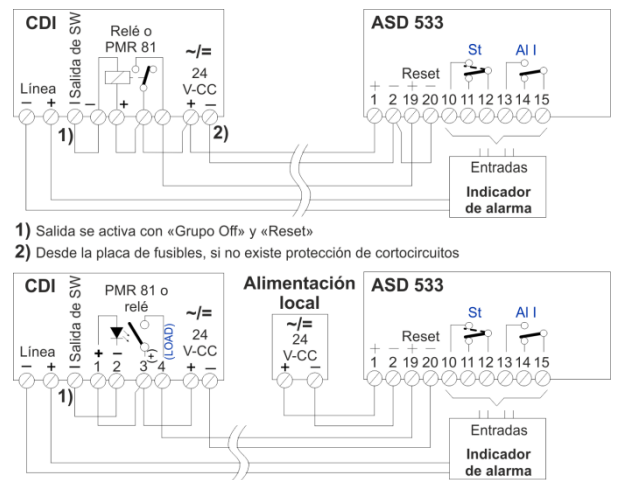 CDI
Salida de SW
Relé o
PMR 81
~/=
24
V-CC
Línea
– + I – + + –
1)
2)
ASD 533
St
Al I
Reset
+ – + –
1 2 19 20 10 11 12 13 14 15
Entradas
Indicador
de alarma
1) Salida se activa con «Grupo Off» y «Reset»
2) Desde la placa de fusibles, si no existe protección de cortocircuitos
CDI
Salida de SW
PMR 81 o
relé
(+)
(LOAD)
~/=
24
V-CC
Línea
– + I + – + –
1 2 3 4
1)
Alimentación
local
~/=
24
V-CC
+ –
ASD 533
St
Al I
Reset
+ – + –
1 2 19 20 10 11 12 13 14 15
Entradas
Indicador
de alarma